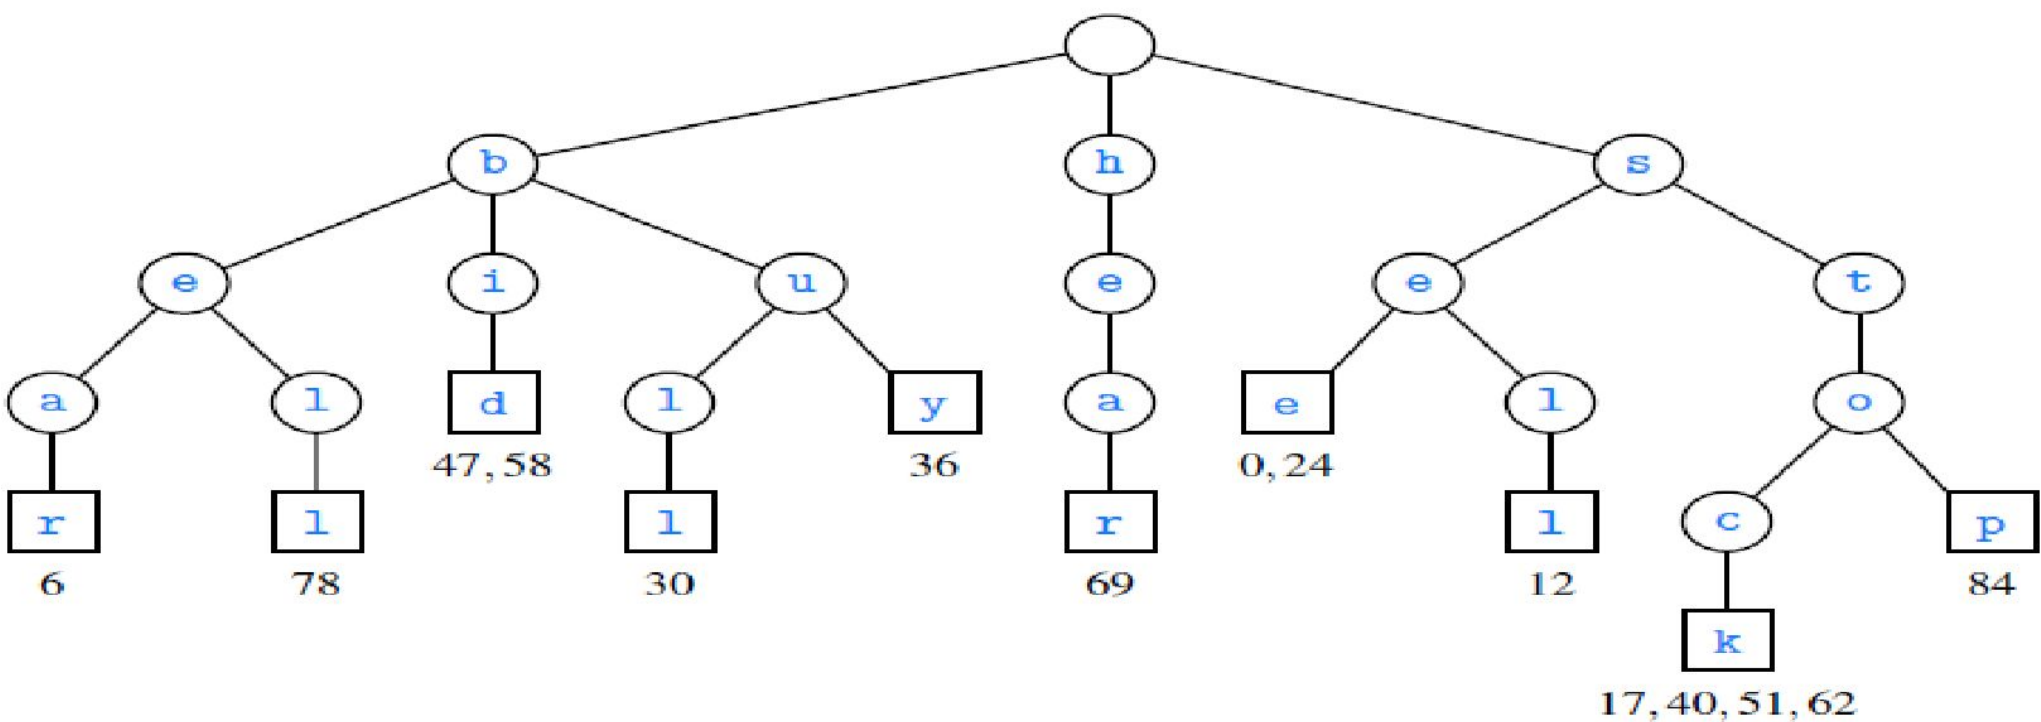 b h s
e i u e e t
a l d l y a e l o
47, 58 36 0, 24
r l l r l c p
6 78 30 69 12 84
k
17, 40, 51, 62